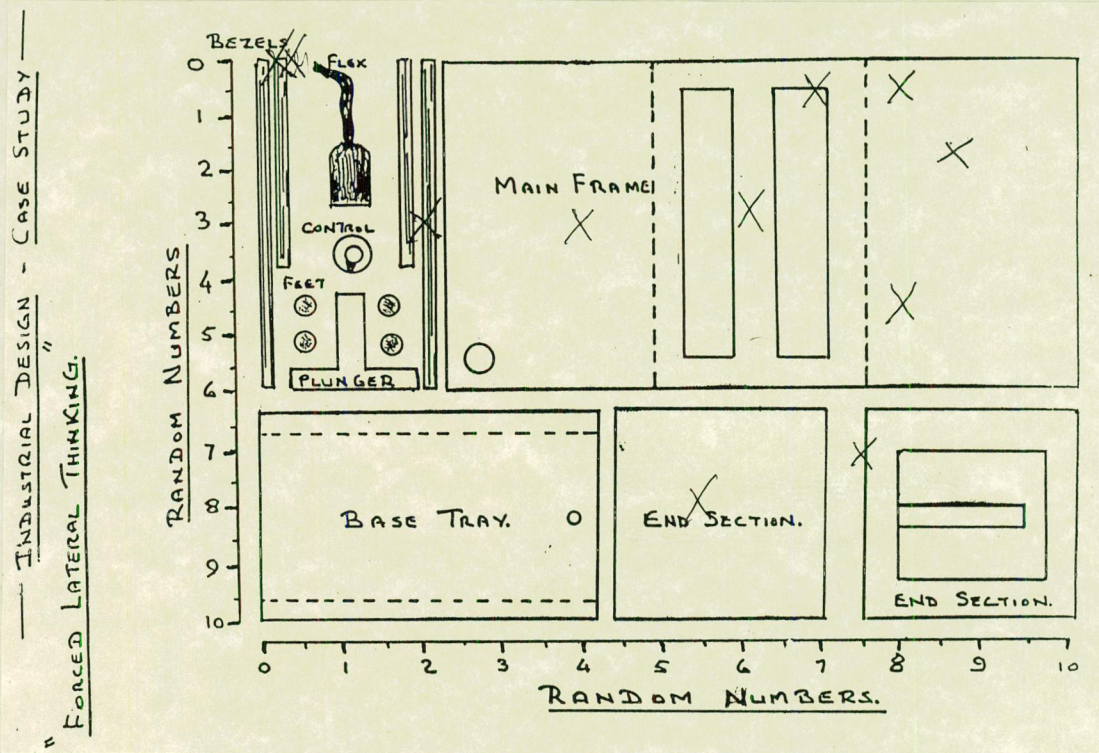 — INDUSTRIAL DESIGN - CASE STUDY —
"FORCED LATERAL THINKING."
BEZELS
FLEX
CONTROL
FEET
PLUNGER
MAIN FRAME
BASE TRAY.
END SECTION.
END SECTION.
RANDOM NUMBERS
0
1
2
3
4
5
6
7
8
9
10
0 1 2 3 4 5 6 7 8 9 10
RANDOM NUMBERS.